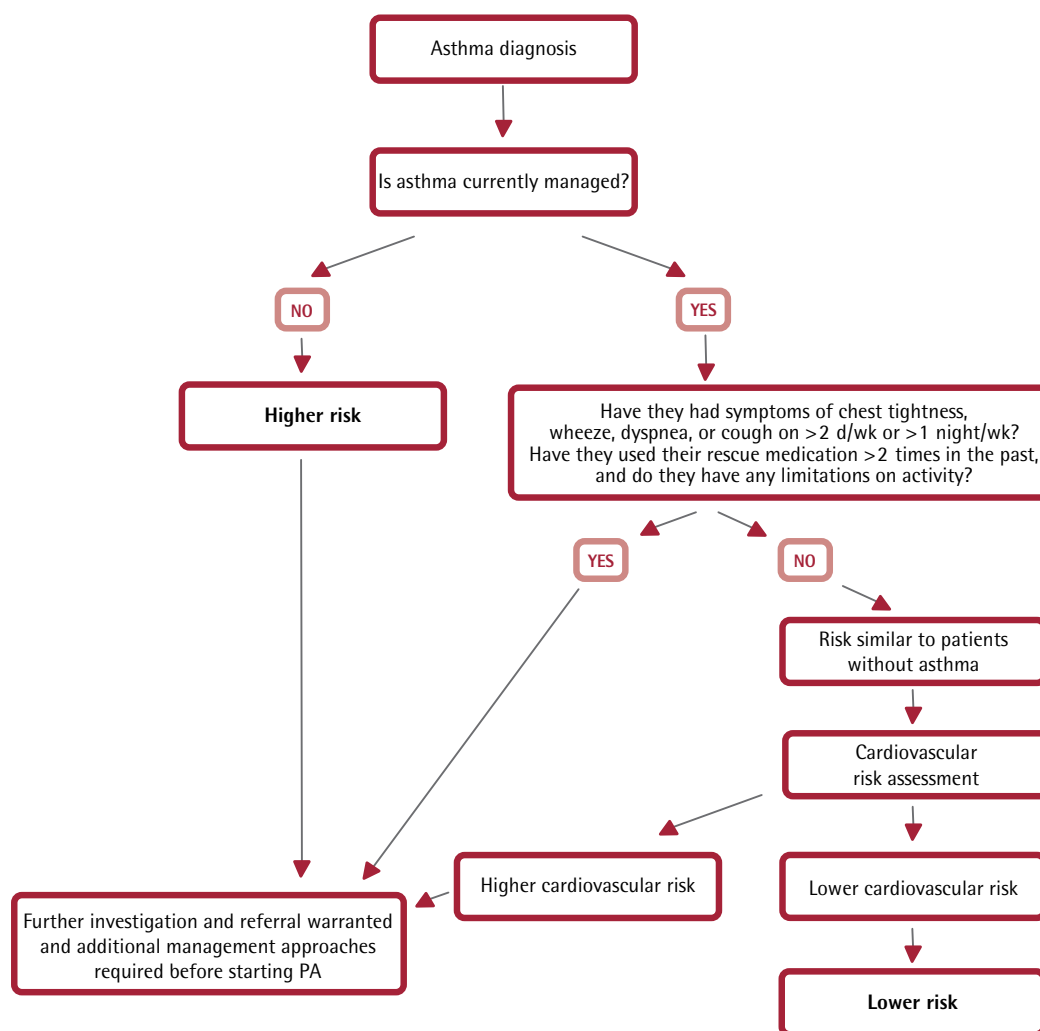 Asthma diagnosis
Is asthma currently managed?
NO
YES
Higher risk
Have they had symptoms of chest tightness,
wheeze, dyspnea, or cough on >2 d/wk or >1 night/wk?
Have they used their rescue medication >2 times in the past,
and do they have any limitations on activity?
YES
NO
Risk similar to patients
without asthma
Cardiovascular
risk assessment
Higher cardiovascular risk
Lower cardiovascular risk
Further investigation and referral warranted
and additional management approaches
required before starting PA
Lower risk